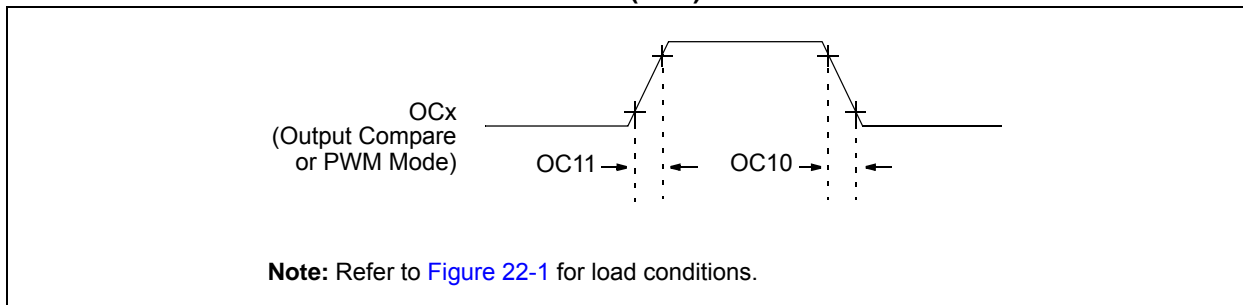 OCx
(Output Compare
or PWM Mode)
OC11
OC10
Note: Refer to Figure 22-1 for load conditions.